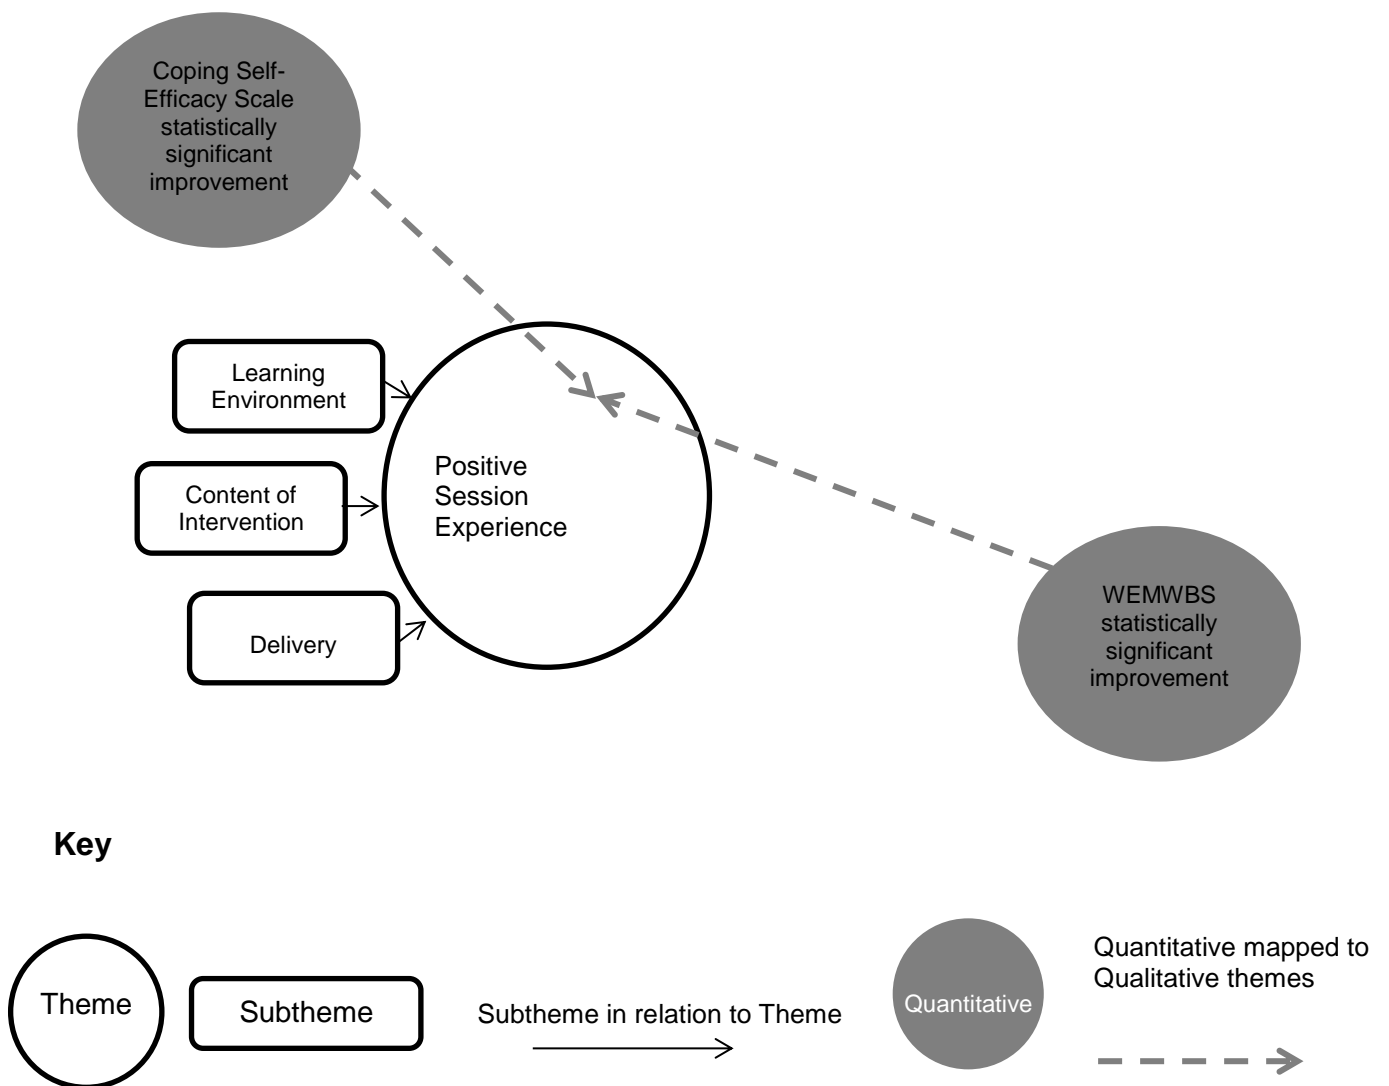 Coping Self-
Efficacy Scale
statistically
significant
improvement
Learning
Environment
Content of
Intervention
Delivery
Positive
Session
Experience
WEMWBS
statistically
significant
improvement
Key
Theme
Subtheme
Subtheme in relation to Theme
Quantitative
Quantitative mapped to
Qualitative themes